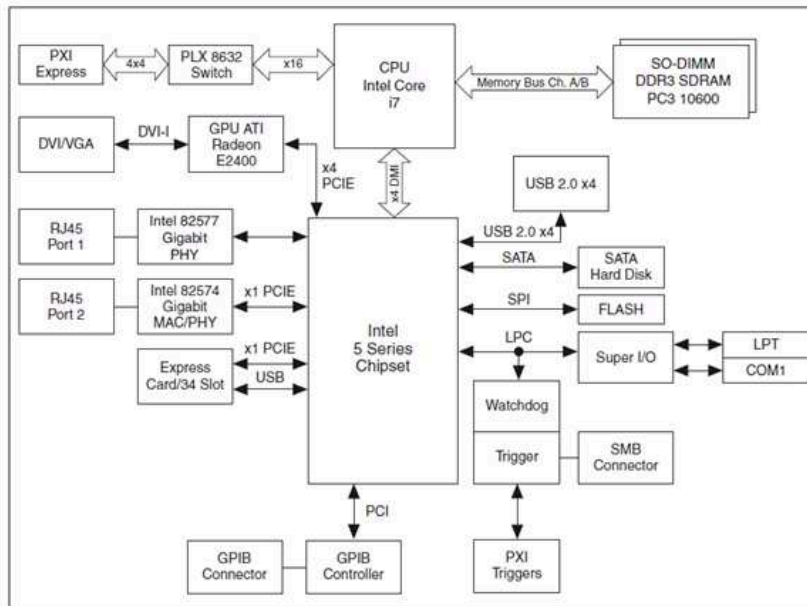 PXI
Express
4x4
PLX 8632
Switch
x16
CPU
Intel Core
i7
Memory Bus Ch. A/B
SO-DIMM
DDR3 SDRAM
PC3 10600
DVI/VGA
DVI-I
GPU ATI
Radeon
E2400
x4
PCIE
x4 DMI
USB 2.0 x4
USB 2.0 x4
RJ45
Port 1
Intel 82577
Gigabit
PHY
SATA
SATA
Hard Disk
RJ45
Port 2
Intel 82574
Gigabit
MAC/PHY
x1 PCIE
Intel
5 Series
Chipset
SPI
FLASH
LPC
Super I/O
LPT
COM1
Express
Card/34 Slot
x1 PCIE
USB
Watchdog
Trigger
SMB
Connector
PCI
GPIB
Connector
GPIB
Controller
PXI
Triggers